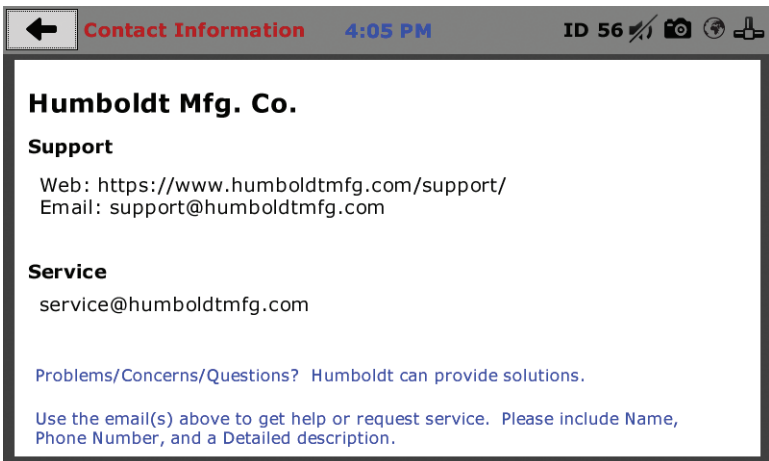 Contact Information 4:05 PM ID 56
Humboldt Mfg. Co.
Support
Web: https://www.humboldtmfg.com/support/
Email: support@humboldtmfg.com
Service
service@humboldtmfg.com
Problems/Concerns/Questions? Humboldt can provide solutions.
Use the email(s) above to get help or request service. Please include Name,
Phone Number, and a Detailed description.